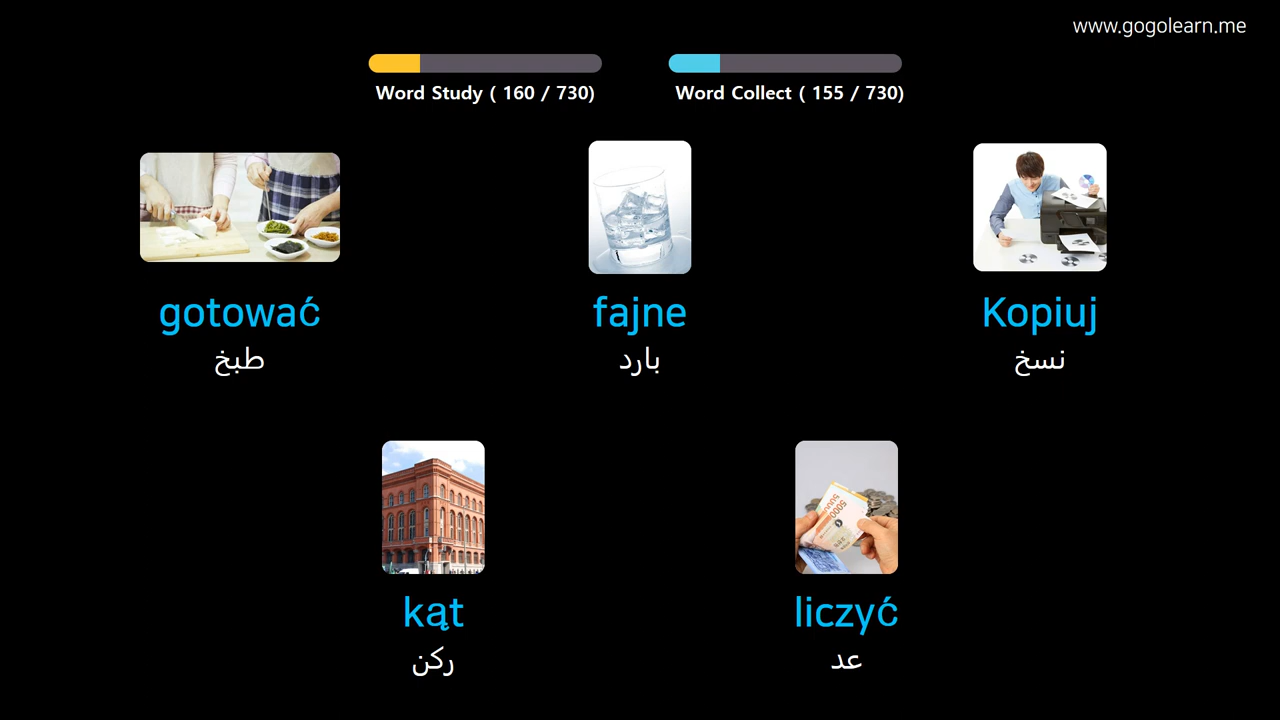 www.gogolearn.me
Word Study ( 160 / 730)
Word Collect ( 155 / 730)
gotować
طبخ
fajne
بارد
Kopiuj
نسخ
kąt
ركن
liczyć
عد